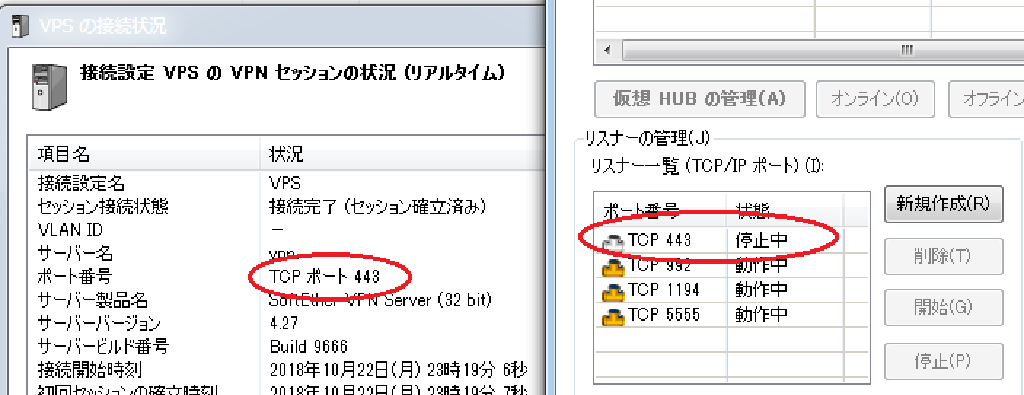 VPS の接続状況
接続設定 VPS の VPN セッションの状況 (リアルタイム)
項目名 状況
接続設定名 VPS
セッション接続状態 接続完了 (セッション確立済み)
VLAN ID -
サーバー名 vpn
ポート番号 TCP ポート 443
サーバー製品名 SoftEther VPN Server (32 bit)
サーバーバージョン 4.27
サーバービルド番号 Build 9666
接続開始時刻 2018年10月22日(月) 23時19分 6秒
初回セッションの確立時刻 2018年10月22日(月) 23時19分 7秒
仮想 HUB の管理(A) オンライン(O) オフライン
リスナーの管理(J)
リスナー一覧 (TCP/IP ポート) (I):
ポート番号 状態
TCP 443 停止中
TCP 992 動作中
TCP 1194 動作中
TCP 5555 動作中
新規作成(R)
削除(T)
開始(G)
停止(P)